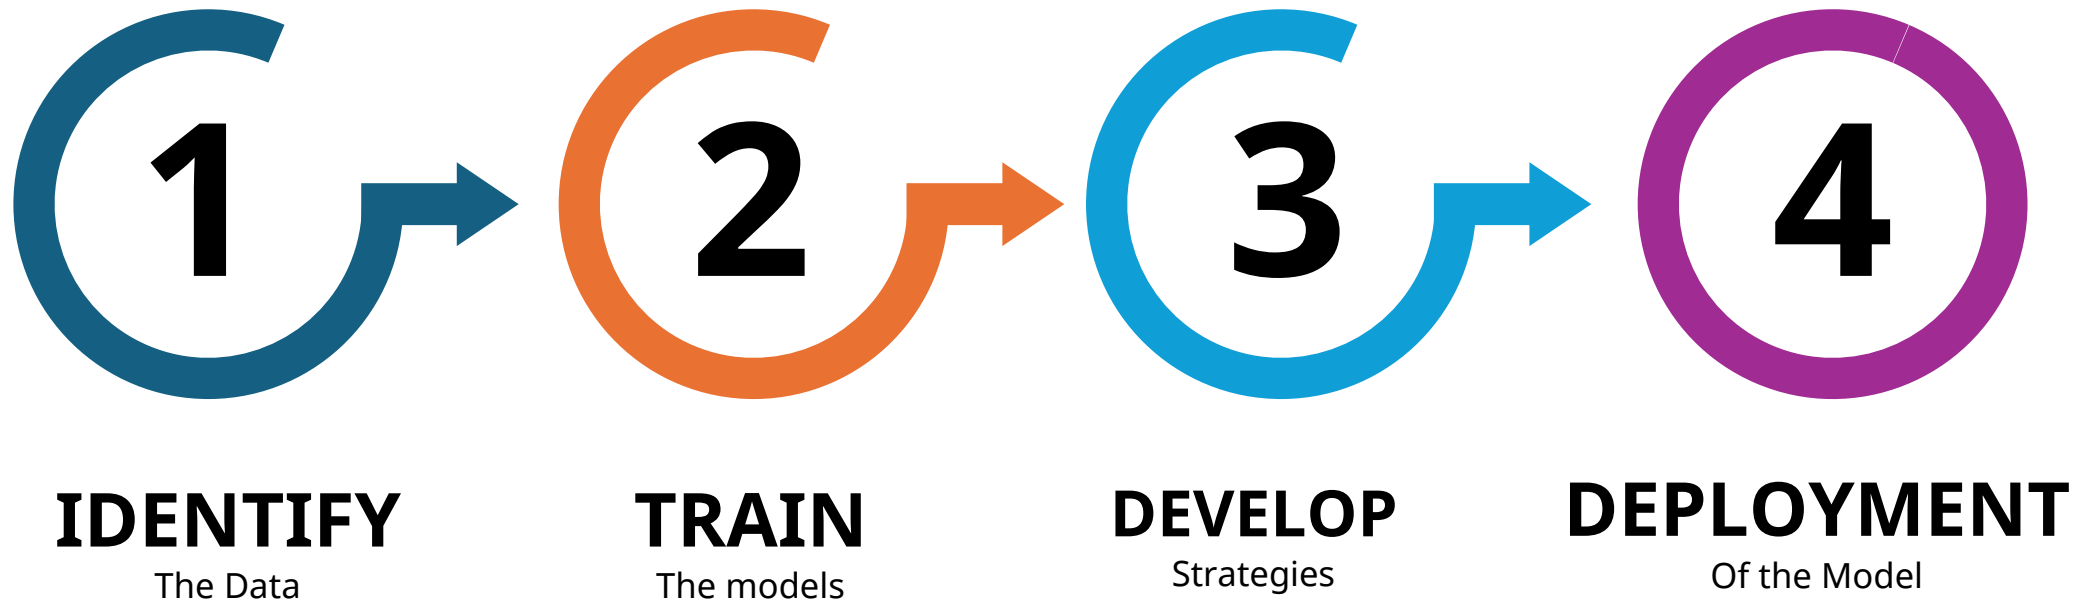 1
2
3
4
IDENTIFY
The Data
TRAIN
The models
DEVELOP
Strategies
DEPLOYMENT
Of the Model